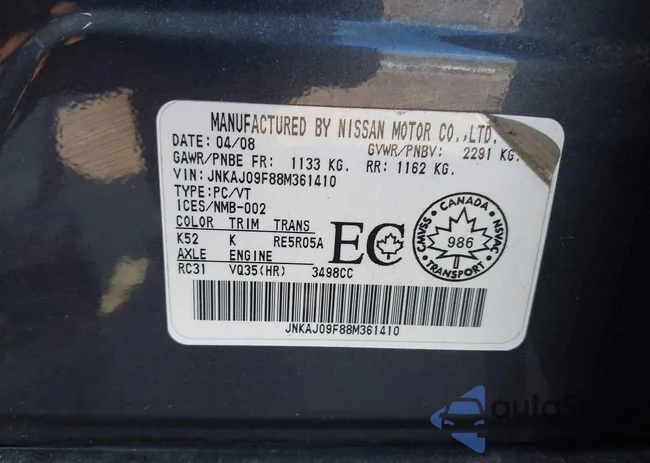 MANUFACTURED BY NISSAN MOTOR CO.,LTD.
DATE: 04/08 GVWR/PNBV: 2291 KG.
GAWR/PNBE FR: 1133 KG. RR: 1162 KG.
VIN: JNKAJ09F88M361410
TYPE: PC/VT
ICES/NMB-002
COLOR TRIM TRANS
K52 K RE5R05A
AXLE ENGINE
RC31 VQ35(HR) 3498CC
EC
CANADA
CMVSS 986 NSVAC
TRANSPORT
JNKAJ09F88M361410